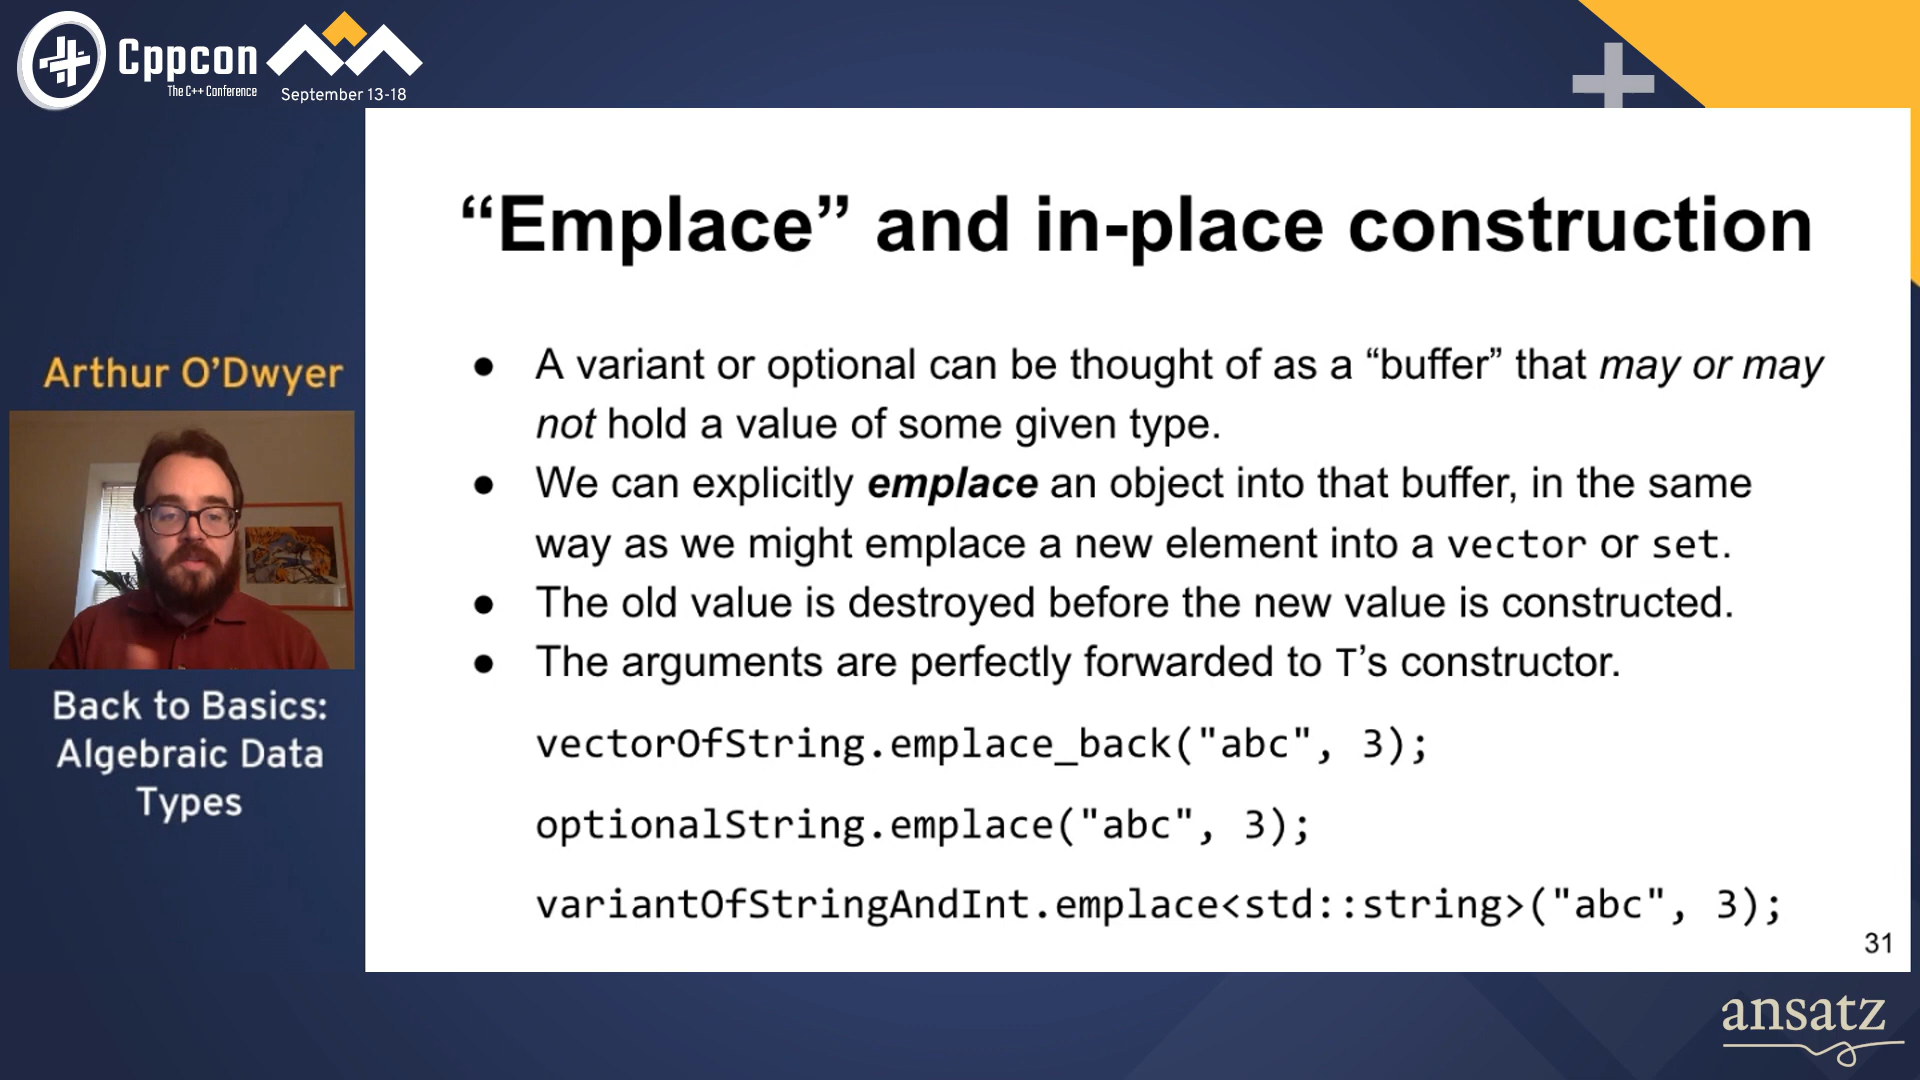 Cppcon
The C++ Conference
September 13-18
Arthur O’Dwyer
Back to Basics:
Algebraic Data
Types
“Emplace” and in-place construction
● A variant or optional can be thought of as a “buffer” that may or may
not hold a value of some given type.
● We can explicitly emplace an object into that buffer, in the same
way as we might emplace a new element into a vector or set.
● The old value is destroyed before the new value is constructed.
● The arguments are perfectly forwarded to T’s constructor.
vectorOfString.emplace_back("abc", 3);
optionalString.emplace("abc", 3);
variantOfStringAndInt.emplace<std::string>("abc", 3);
31
ansatz